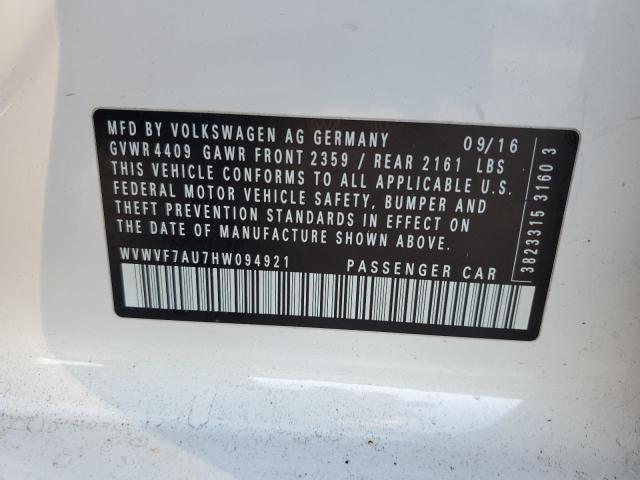 MFD BY VOLKSWAGEN AG GERMANY 09/16
GVWR 4409 GAWR FRONT 2359 / REAR 2161 LBS
THIS VEHICLE CONFORMS TO ALL APPLICABLE U.S.
FEDERAL MOTOR VEHICLE SAFETY, BUMPER AND
THEFT PREVENTION STANDARDS IN EFFECT ON
THE DATE OF MANUFACTURE SHOWN ABOVE.
WVWVF7AU7HW094921 PASSENGER CAR
3823315 3160 3